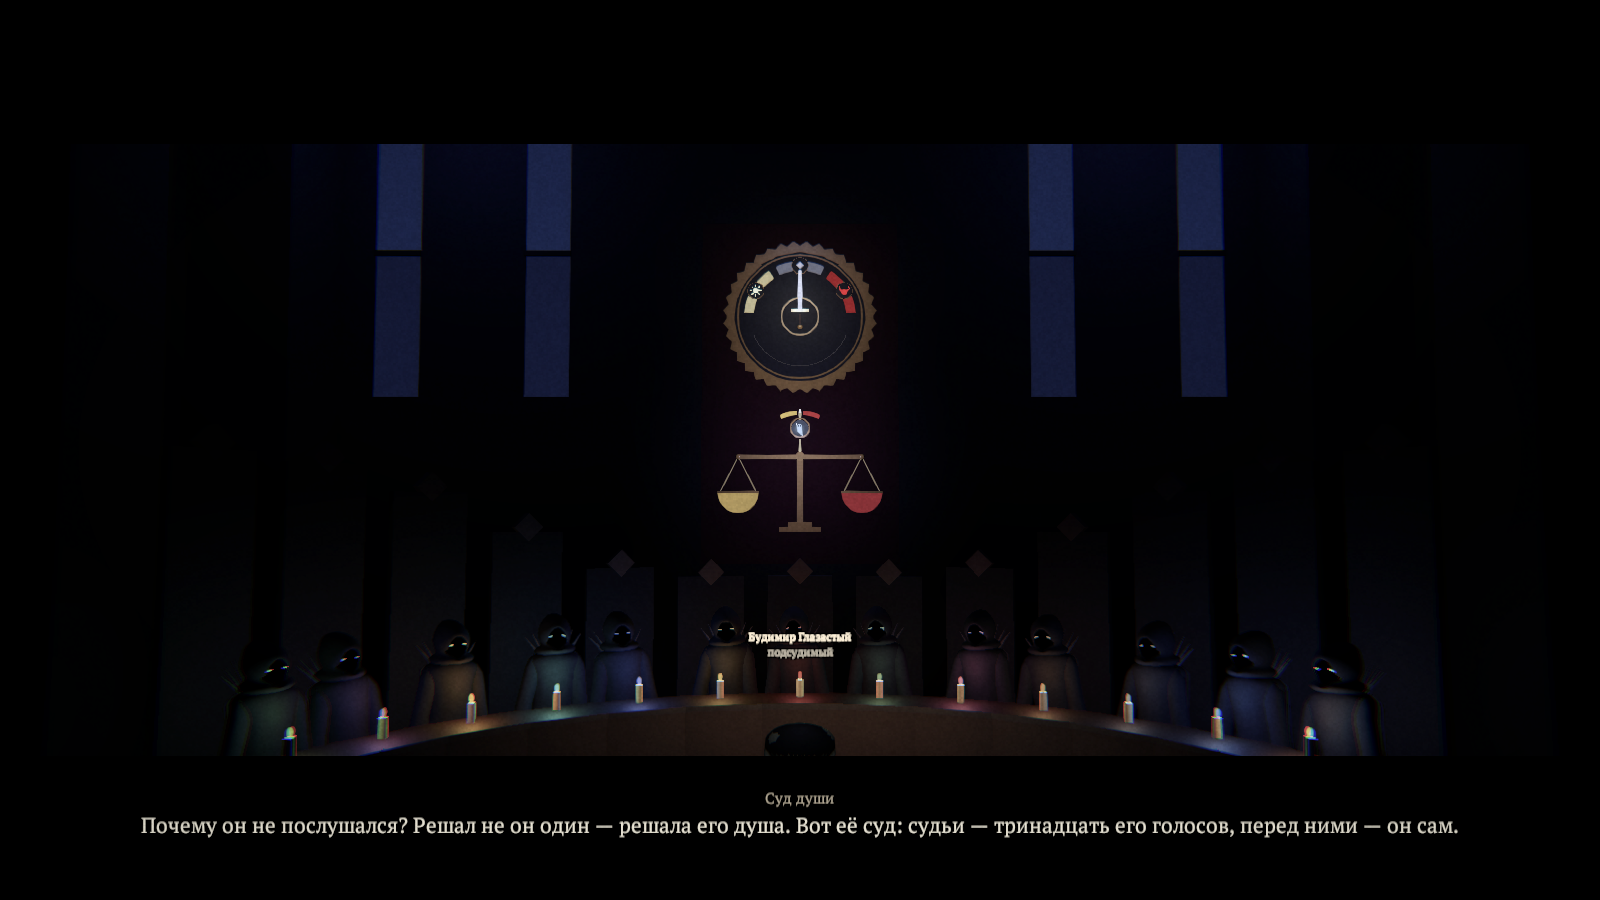 Будимир Глазастый
подсудимый
Суд души
Почему он не послушался? Решал не он один — решала его душа. Вот её суд: судьи — тринадцать его голосов, перед ними — он сам.